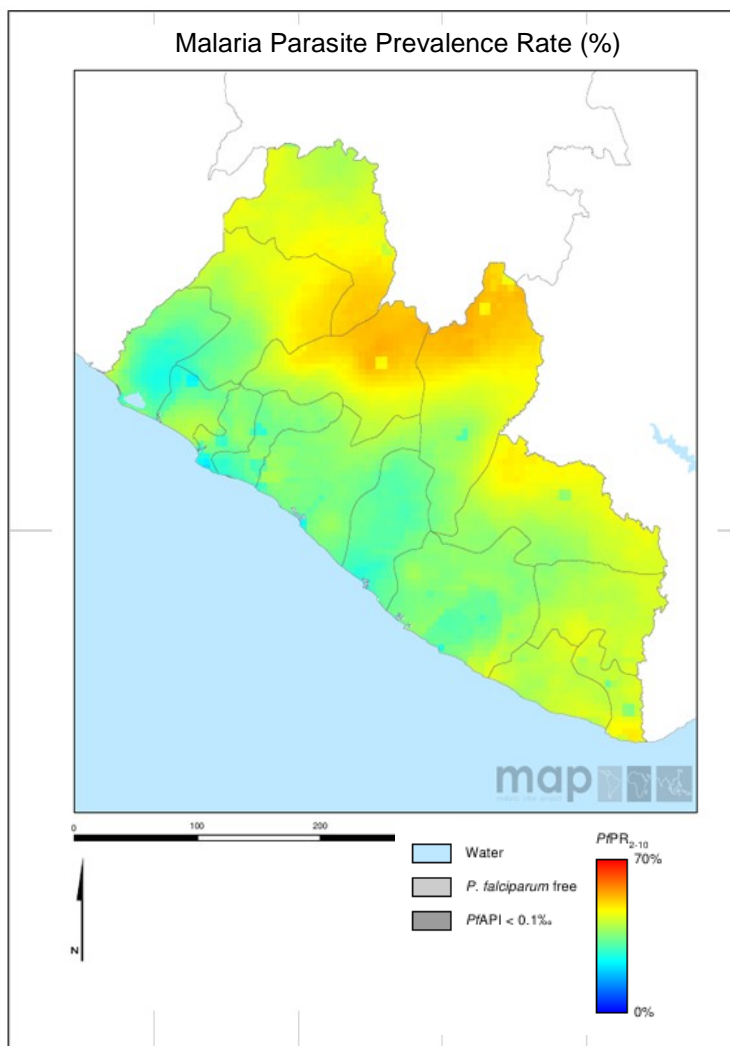 Malaria Parasite Prevalence Rate (%)
map
0
100
200
Water
P. falciparum free
PfAPI < 0.1‰
N
PfPR2-10
70%
0%